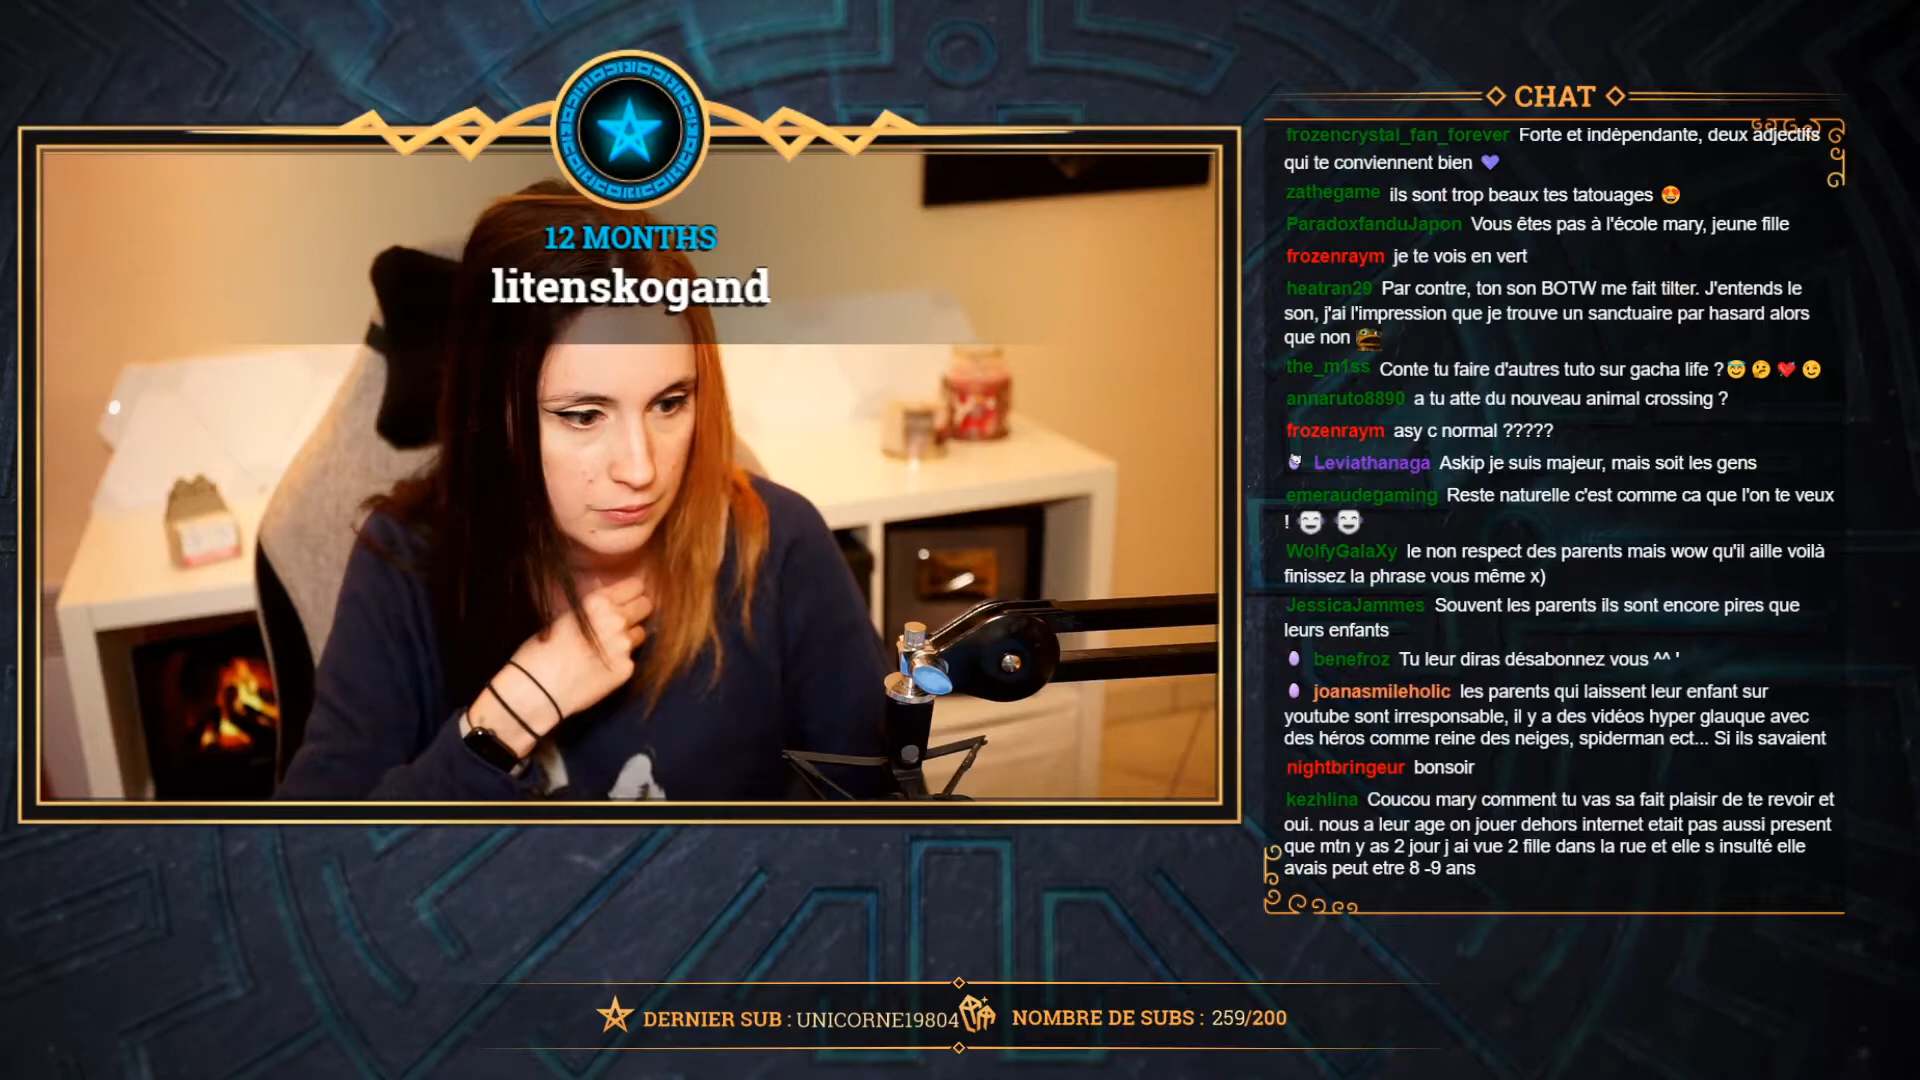 12 MONTHS
litenskogand
CHAT
frozencrystal_fan_forever Forte et indépendante, deux adjectifs
qui te conviennent bien 💜
zathegame ils sont trop beaux tes tatouages 😍
ParadoxfanduJapon Vous êtes pas à l'école mary, jeune fille
frozenraym je te vois en vert
heatran29 Par contre, ton son BOTW me fait tilter. J'entends le
son, j'ai l'impression que je trouve un sanctuaire par hasard alors
que non
the_m1ss Conte tu faire d'autres tuto sur gacha life ?
annaruto8890 a tu atte du nouveau animal crossing ?
frozenraym asy c normal ?????
Leviathanaga Askip je suis majeur, mais soit les gens
emeraudegaming Reste naturelle c'est comme ca que l'on te veux
!
WolfyGalaXy le non respect des parents mais wow qu'il aille voilà
finissez la phrase vous même x)
JessicaJammes Souvent les parents ils sont encore pires que
leurs enfants
benefroz Tu leur diras désabonnez vous ^^ '
joanasmileholic les parents qui laissent leur enfant sur
youtube sont irresponsable, il y a des vidéos hyper glauque avec
des héros comme reine des neiges, spiderman ect... Si ils savaient
nightbringeur bonsoir
kezhlina Coucou mary comment tu vas sa fait plaisir de te revoir et
oui. nous a leur age on jouer dehors internet etait pas aussi present
que mtn y as 2 jour j ai vue 2 fille dans la rue et elle s insulté elle
avais peut etre 8 -9 ans
DERNIER SUB : UNICORNE19804
NOMBRE DE SUBS : 259/200